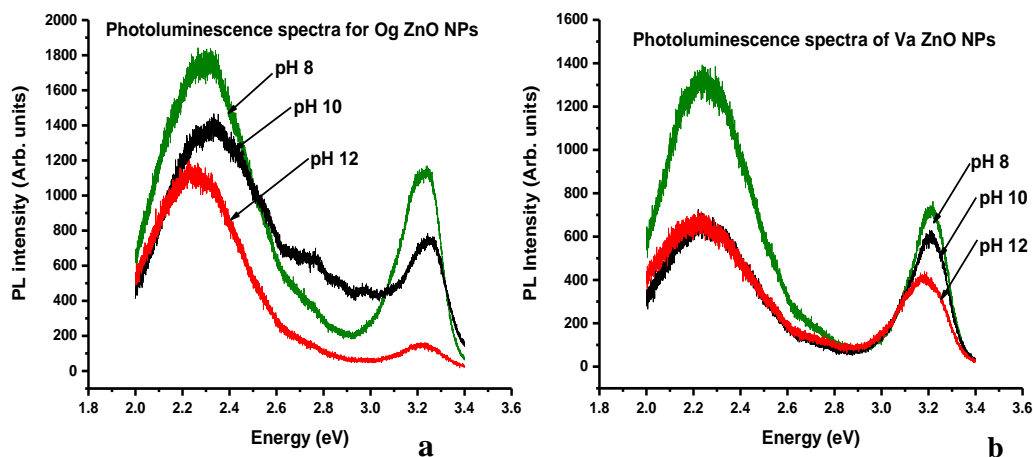 Photoluminescence spectra for Og ZnO NPs
pH 8
pH 10
pH 12
PL intensity (Arb. units)
2000
1800
1600
1400
1200
1000
800
600
400
200
0
1.8 2.0 2.2 2.4 2.6 2.8 3.0 3.2 3.4 3.6
Energy (eV)
a
Photoluminescence spectra of Va ZnO NPs
pH 8
pH 10
pH 12
PL Intensity (Arb. units)
1600
1400
1200
1000
800
600
400
200
100
0
1.8 2.0 2.2 2.4 2.6 2.8 3.0 3.2 3.4 3.6
Energy (eV)
b